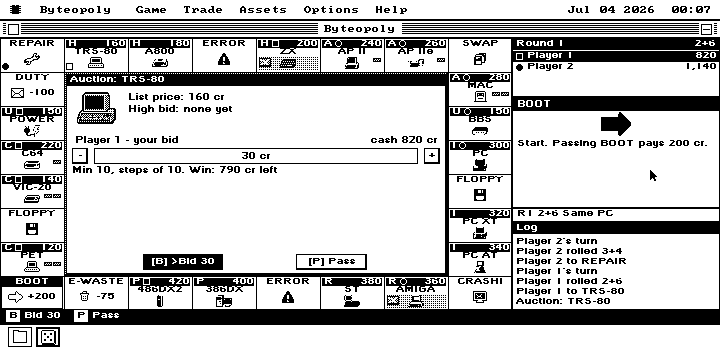 Byteopoly Game Trade Assets Options Help Jul 04 2026 00:07
Byteopoly
REPAIR
H 160
TRS-80
H 180
A800
ERROR
H 200
ZX
A 240
AP II
A 260
AP IIe
SWAP
DUTY
-100
U 150
POWER
C 220
C64
C 140
VIC-20
FLOPPY
C 120
PET
BOOT
+200
Auction: TRS-80
List price: 160 cr
High bid: none yet
Player 1 - your bid cash 820 cr
- 30 cr +
Min 10, steps of 10. Win: 790 cr left
[B] >Bid 30 [P] Pass
A 280
MAC
U 150
BBS
I 300
PC
FLOPPY
I 320
PC XT
I 340
PC AT
E-WASTE
-75
P 420
486DX2
P 400
386DX
ERROR
R 380
ST
R 360
AMIGA
CRASH!
Round 1 2+6
Player 1 820
Player 2 1,140
BOOT
Start. Passing BOOT pays 200 cr.
R1 2+6 Same PC
Log
Player 2's turn
Player 2 rolled 3+4
Player 2 to REPAIR
Player 1's turn
Player 1 rolled 2+6
Player 1 to TRS-80
Auction: TRS-80
B Bid 30 P Pass